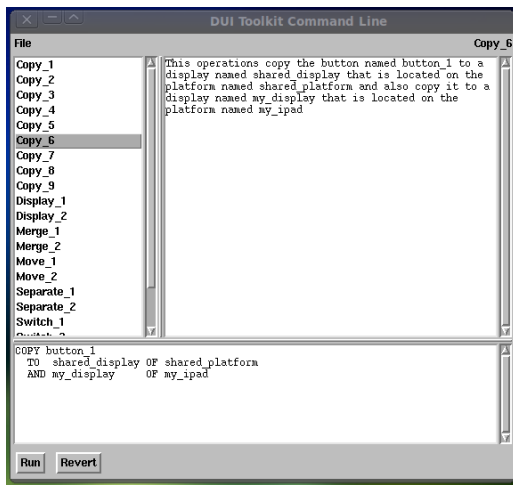 DUI Toolkit Command Line
File
Copy_6
Copy_1
Copy_2
Copy_3
Copy_4
Copy_5
Copy_6
Copy_7
Copy_8
Copy_9
Display_1
Display_2
Merge_1
Merge_2
Move_1
Move_2
Separate_1
Separate_2
Switch_1
This operations copy the button named button_1 to a
display named shared_display that is located on the
platform named shared_platform and also copy it to a
display named my_display that is located on the
platform named my_ipad
COPY button_1
TO shared_display OF shared_platform
AND my_display OF my_ipad
Run
Revert